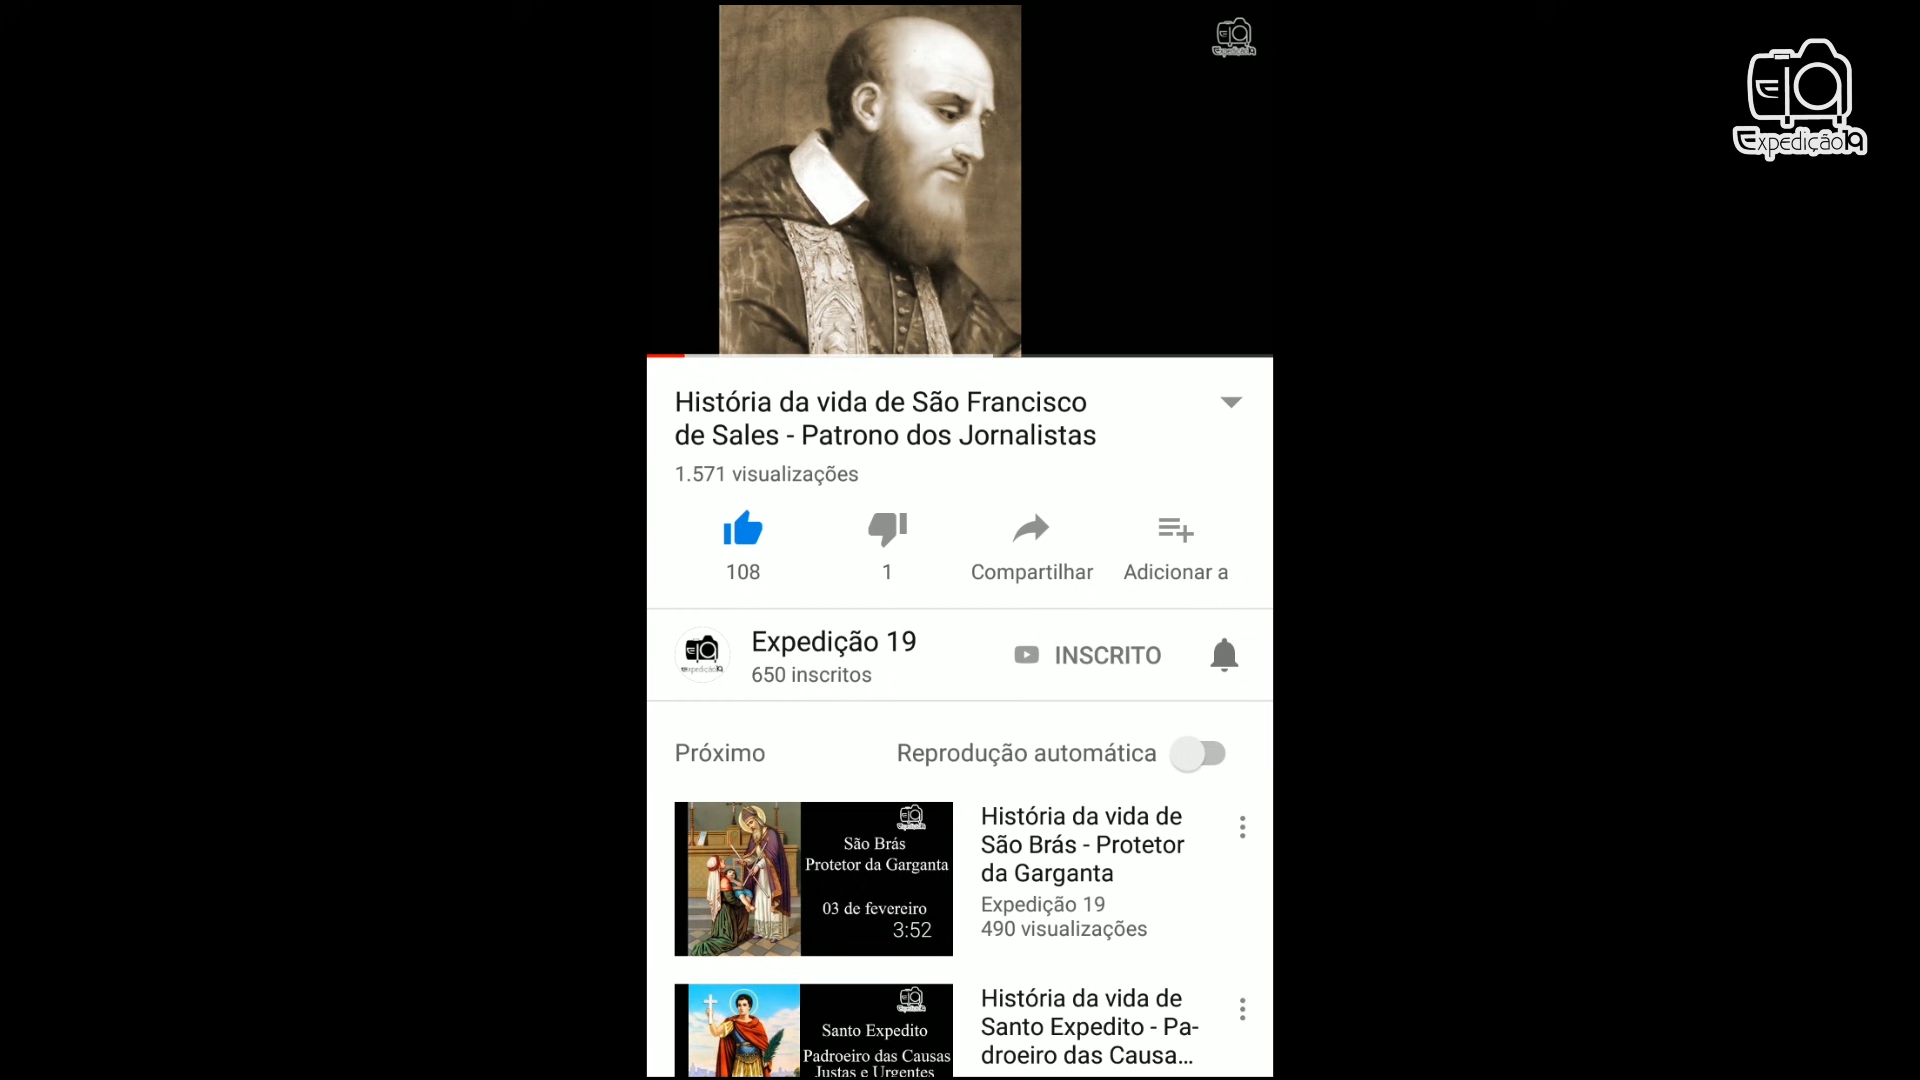 Expedição19
História da vida de São Francisco
de Sales - Patrono dos Jornalistas
1.571 visualizações
108
1
Compartilhar
Adicionar a
Expedição 19
650 inscritos
INSCRITO
Próximo
Reprodução automática
São Brás
Protetor da Garganta
03 de fevereiro
3:52
História da vida de
São Brás - Protetor
da Garganta
Expedição 19
490 visualizações
Santo Expedito
Padroeiro das Causas
Justas e Urgentes
História da vida de
Santo Expedito - Pa-
droeiro das Causa...